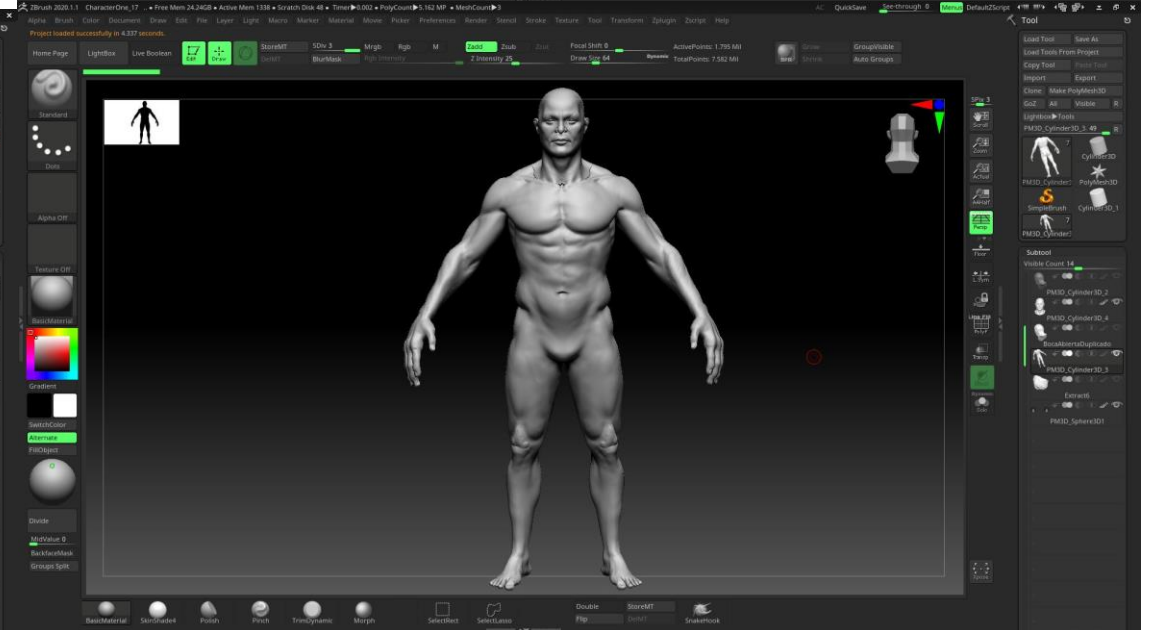 ZBrush 2020.1.1 CharacterOne_17 .. • Free Mem 24.24GB • Active Mem 1338 • Scratch Disk 48 • Timer▶0.002 • PolyCount▶5.162 MP • MeshCount▶3 AC QuickSave See-through 0 Menus DefaultZScript
Alpha Brush Color Document Draw Edit File Layer Light Macro Marker Material Movie Picker Preferences Render Stencil Stroke Texture Tool Transform Zplugin Zscript Help
Tool
Project loaded successfully in 4.337 seconds.
Load Tool Save As
Load Tools From Project
Copy Tool Paste Tool
Import Export
Clone Make PolyMesh3D
GoZ All Visible R
Lightbox▶Tools
PM3D_Cylinder3D_3. 49 R
7
Cylinder3D
PM3D_Cylinder PolyMesh3D
SimpleBrush Cylinder3D_1
7
PM3D_Cylinder
Home Page LightBox Live Boolean Edit Draw
StoreMT SDiv 3 Mrgb Rgb M Zadd Zsub Zcut Focal Shift 0 ActivePoints: 1.795 Mil Grow GroupVisible
DelMT BlurMask Rgb Intensity Z Intensity 25 Draw Size 64 Dynamic TotalPoints: 7.582 Mil Shrink Auto Groups
Standard
Dots
Alpha Off
Texture Off
BasicMaterial
Gradient
SwitchColor
Alternate
FillObject
Divide
MidValue 0
BackfaceMask
Groups Split
SPix 3
Scroll
Zoom
Actual
AAHalf
Persp
Floor
L.Sym
PolyF
Transp
Solo
Xpose
Subtool
Visible Count 14
PM3D_Cylinder3D_2
PM3D_Cylinder3D_4
BocaAbiertaDuplicado
PM3D_Cylinder3D_3
Extract6
PM3D_Sphere3D1
BasicMaterial SkinShade4 Polish Pinch TrimDynamic Morph SelectRect SelectLasso
Double StoreMT
Flip DelMT
SnakeHook